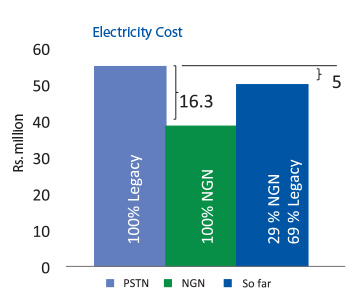 Electricity Cost
60
50
40
30
20
10
0
Rs. million
16.3
5
100% Legacy
100% NGN
29 % NGN
69 % Legacy
PSTN NGN So far